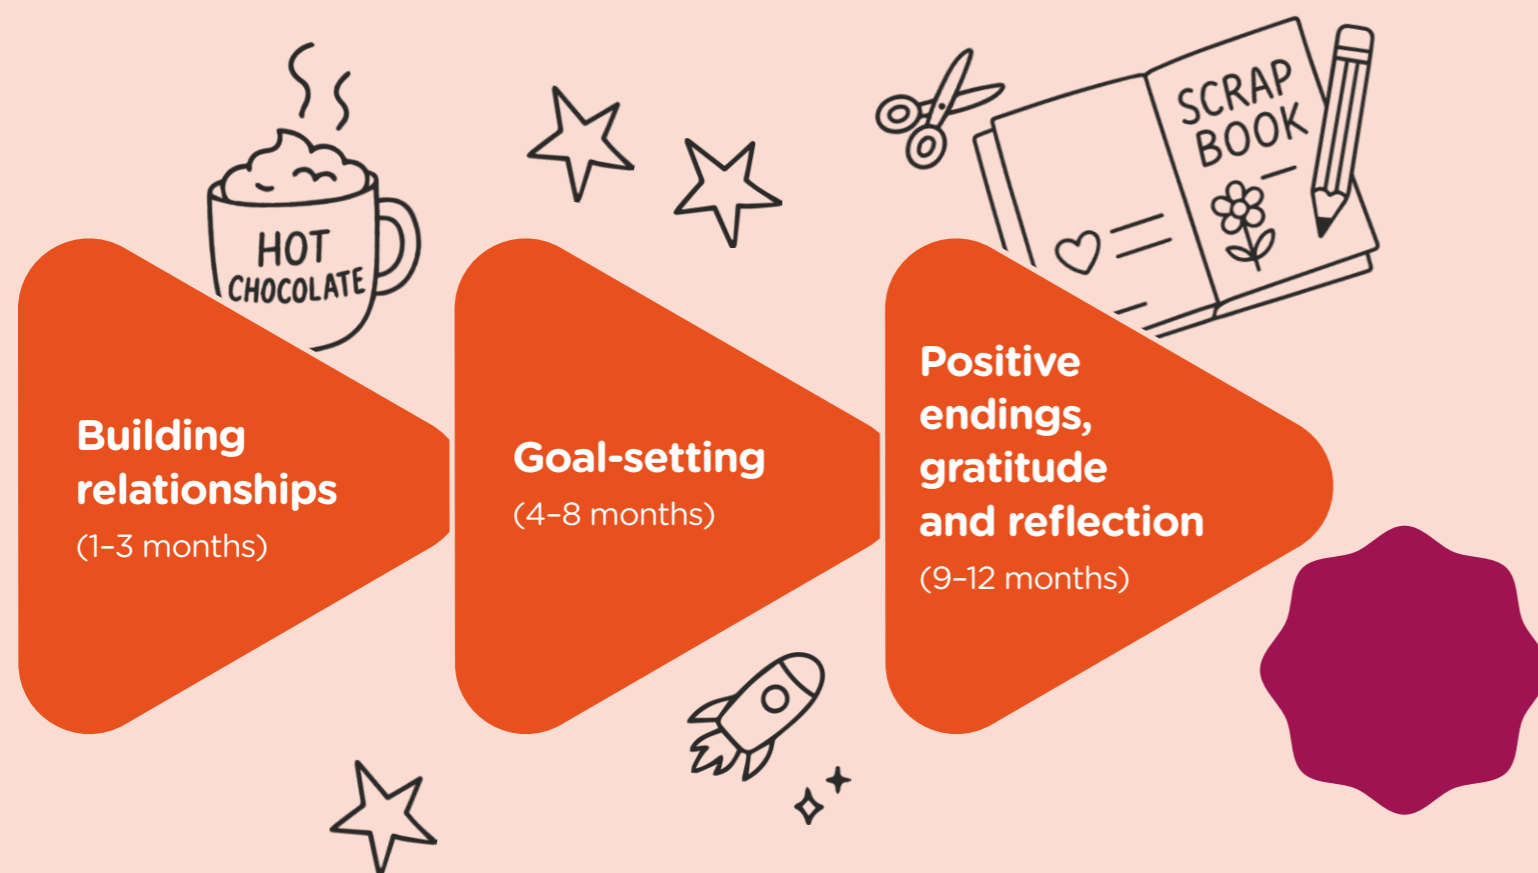 HOT
CHOCOLATE
SCRAP
BOOK
Building
relationships
(1–3 months)
Goal-setting
(4–8 months)
Positive
endings,
gratitude
and reflection
(9–12 months)